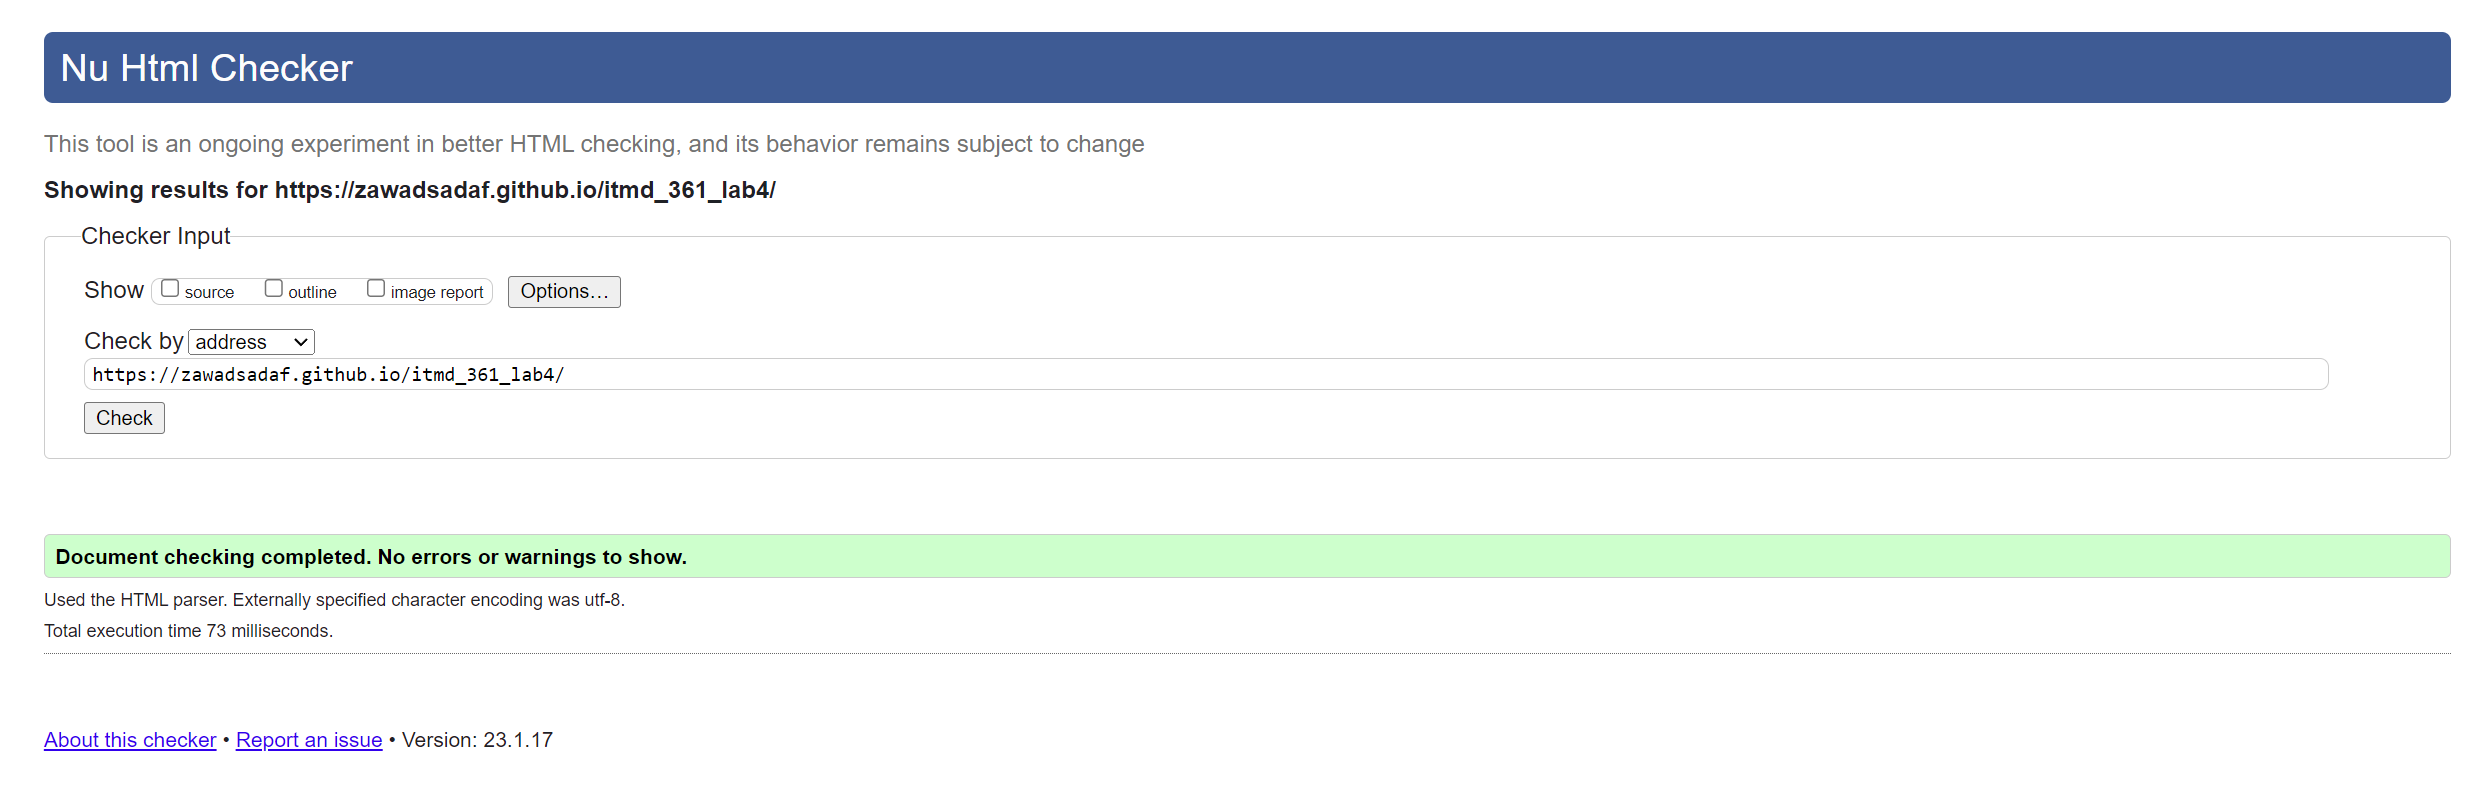 Nu Html Checker
This tool is an ongoing experiment in better HTML checking, and its behavior remains subject to change
Showing results for https://zawadsadaf.github.io/itmd_361_lab4/
Checker Input
Show source outline image report Options...
Check by address
https://zawadsadaf.github.io/itmd_361_lab4/
Check
Document checking completed. No errors or warnings to show.
Used the HTML parser. Externally specified character encoding was utf-8.
Total execution time 73 milliseconds.
About this checker • Report an issue • Version: 23.1.17